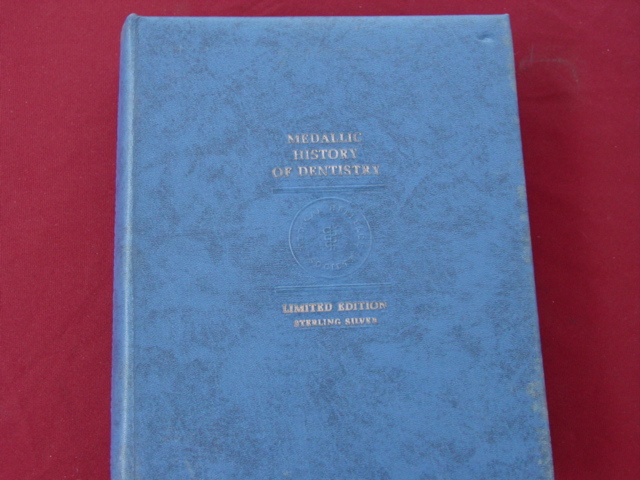 MEDALLIC
HISTORY
OF DENTISTRY
LIMITED EDITION
STERLING SILVER